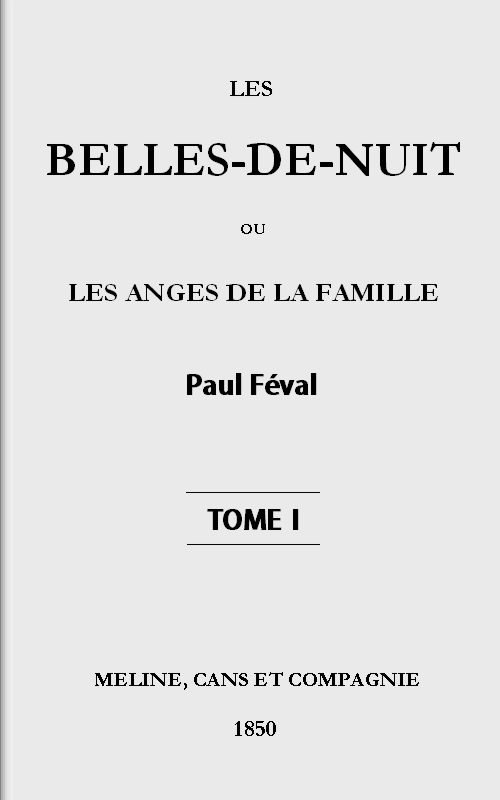 LES
BELLES-DE-NUIT
OU
LES ANGES DE LA FAMILLE
Paul Féval
TOME I
MELINE, CANS ET COMPAGNIE
1850